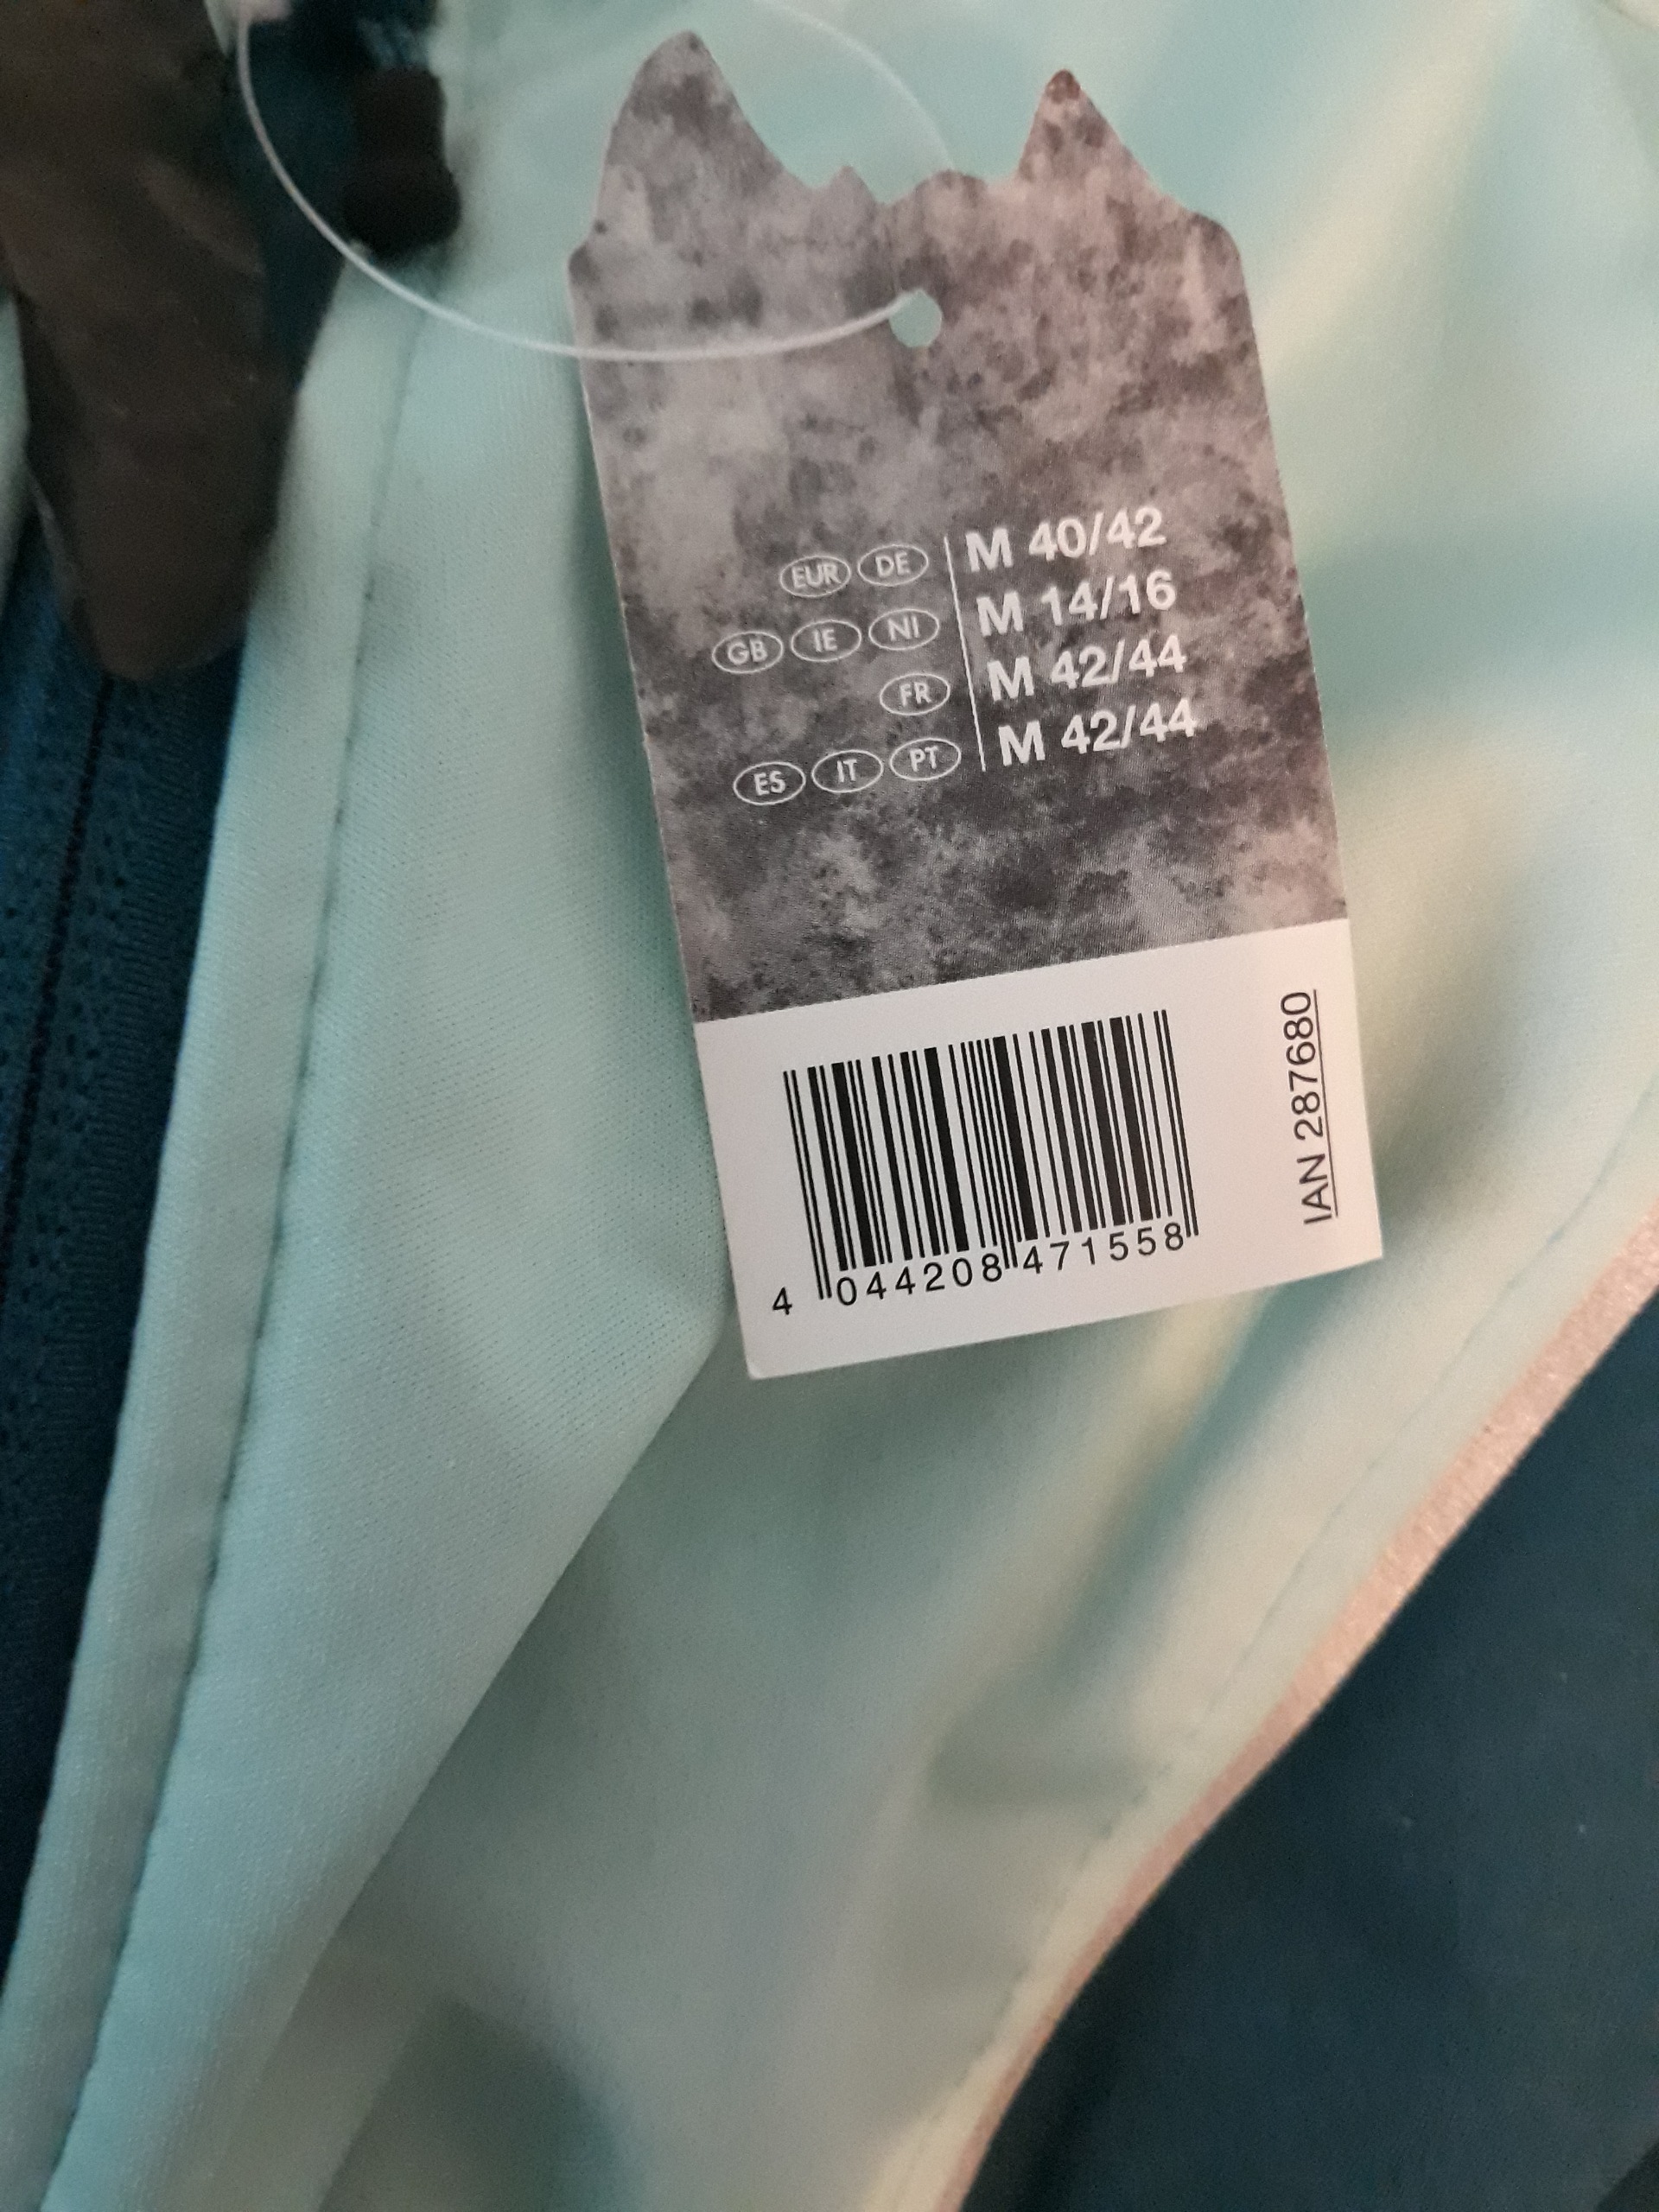 EUR DE M 40/42
GB IE NI M 14/16
FR M 42/44
ES IT PT M 42/44
IAN 287680
4 044208 471558